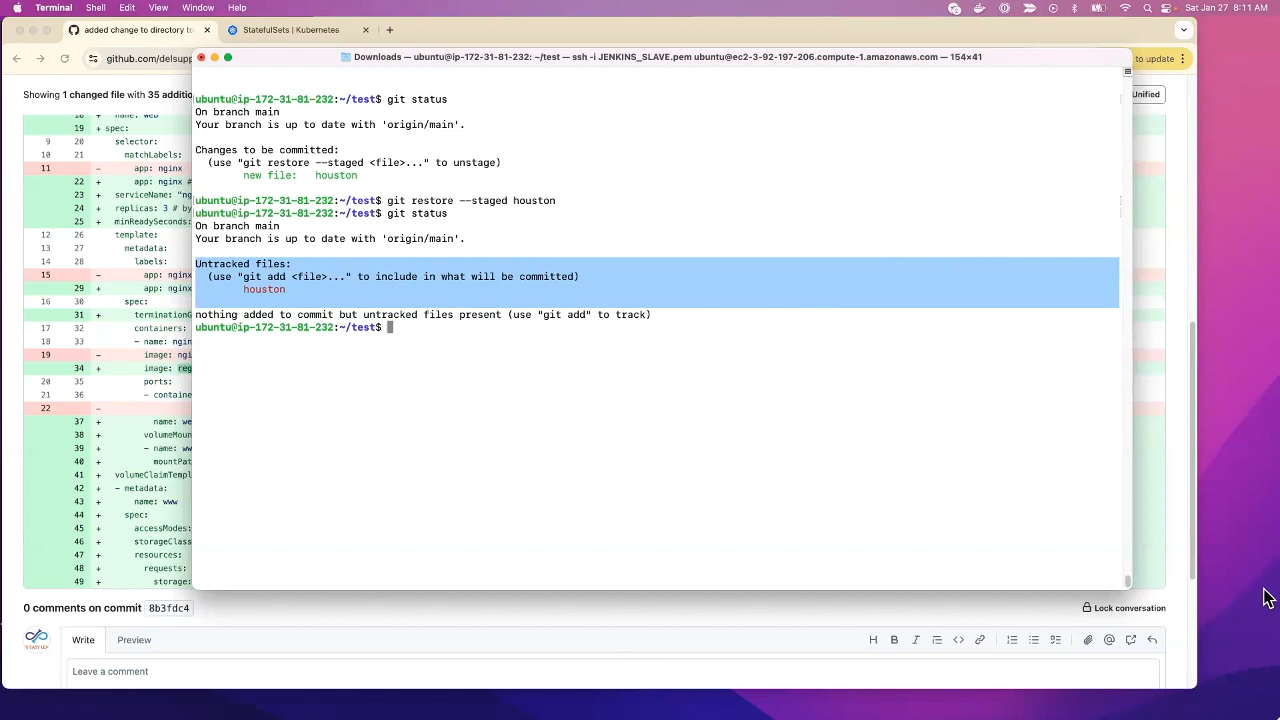 Terminal Shell Edit View Window Help Sat Jan 27 8:11 AM
added change to directory to StatefulSets | Kubernetes
github.com/delsupp to update
Downloads — ubuntu@ip-172-31-81-232: ~/test — ssh -i JENKINS_SLAVE.pem ubuntu@ec2-3-92-197-206.compute-1.amazonaws.com — 154×41
Showing 1 changed file with 35 additio Unified
ubuntu@ip-172-31-81-232:~/test$ git status
On branch main
Your branch is up to date with 'origin/main'.
Changes to be committed:
(use "git restore --staged <file>..." to unstage)
new file: houston
ubuntu@ip-172-31-81-232:~/test$ git restore --staged houston
ubuntu@ip-172-31-81-232:~/test$ git status
On branch main
Your branch is up to date with 'origin/main'.
Untracked files:
(use "git add <file>..." to include in what will be committed)
houston
nothing added to commit but untracked files present (use "git add" to track)
ubuntu@ip-172-31-81-232:~/test$
18 + name: web
19 + spec:
9 20 selector:
10 21 matchLabels:
11 - app: nginx
22 + app: nginx #
23 + serviceName: "ng
24 + replicas: 3 # by
25 + minReadySeconds:
12 26 template:
13 27 metadata:
14 28 labels:
15 - app: nginx
29 + app: nginx
16 30 spec:
31 + terminationG
17 32 containers:
18 33 - name: ngin
19 - image: ngi
34 + image: reg
20 35 ports:
21 36 - containe
22 -
37 + name: we
38 + volumeMoun
39 + - name: ww
40 + mountPat
41 + volumeClaimTempl
42 + - metadata:
43 + name: www
44 + spec:
45 + accessModes:
46 + storageClass
47 + resources:
48 + requests:
49 + storage:
0 comments on commit 8b3fdc4 Lock conversation
Write Preview H B
Leave a comment